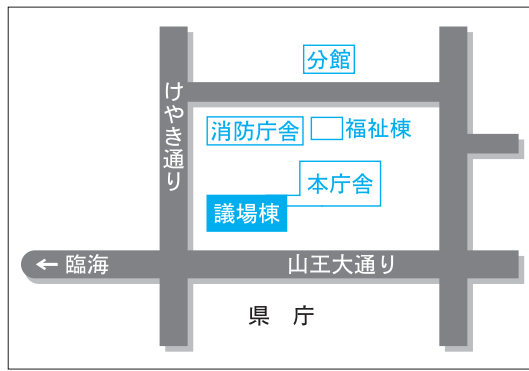 分館
けやき通り
消防庁舎
福祉棟
本庁舎
議場棟
← 臨海
山王大通り
県 庁